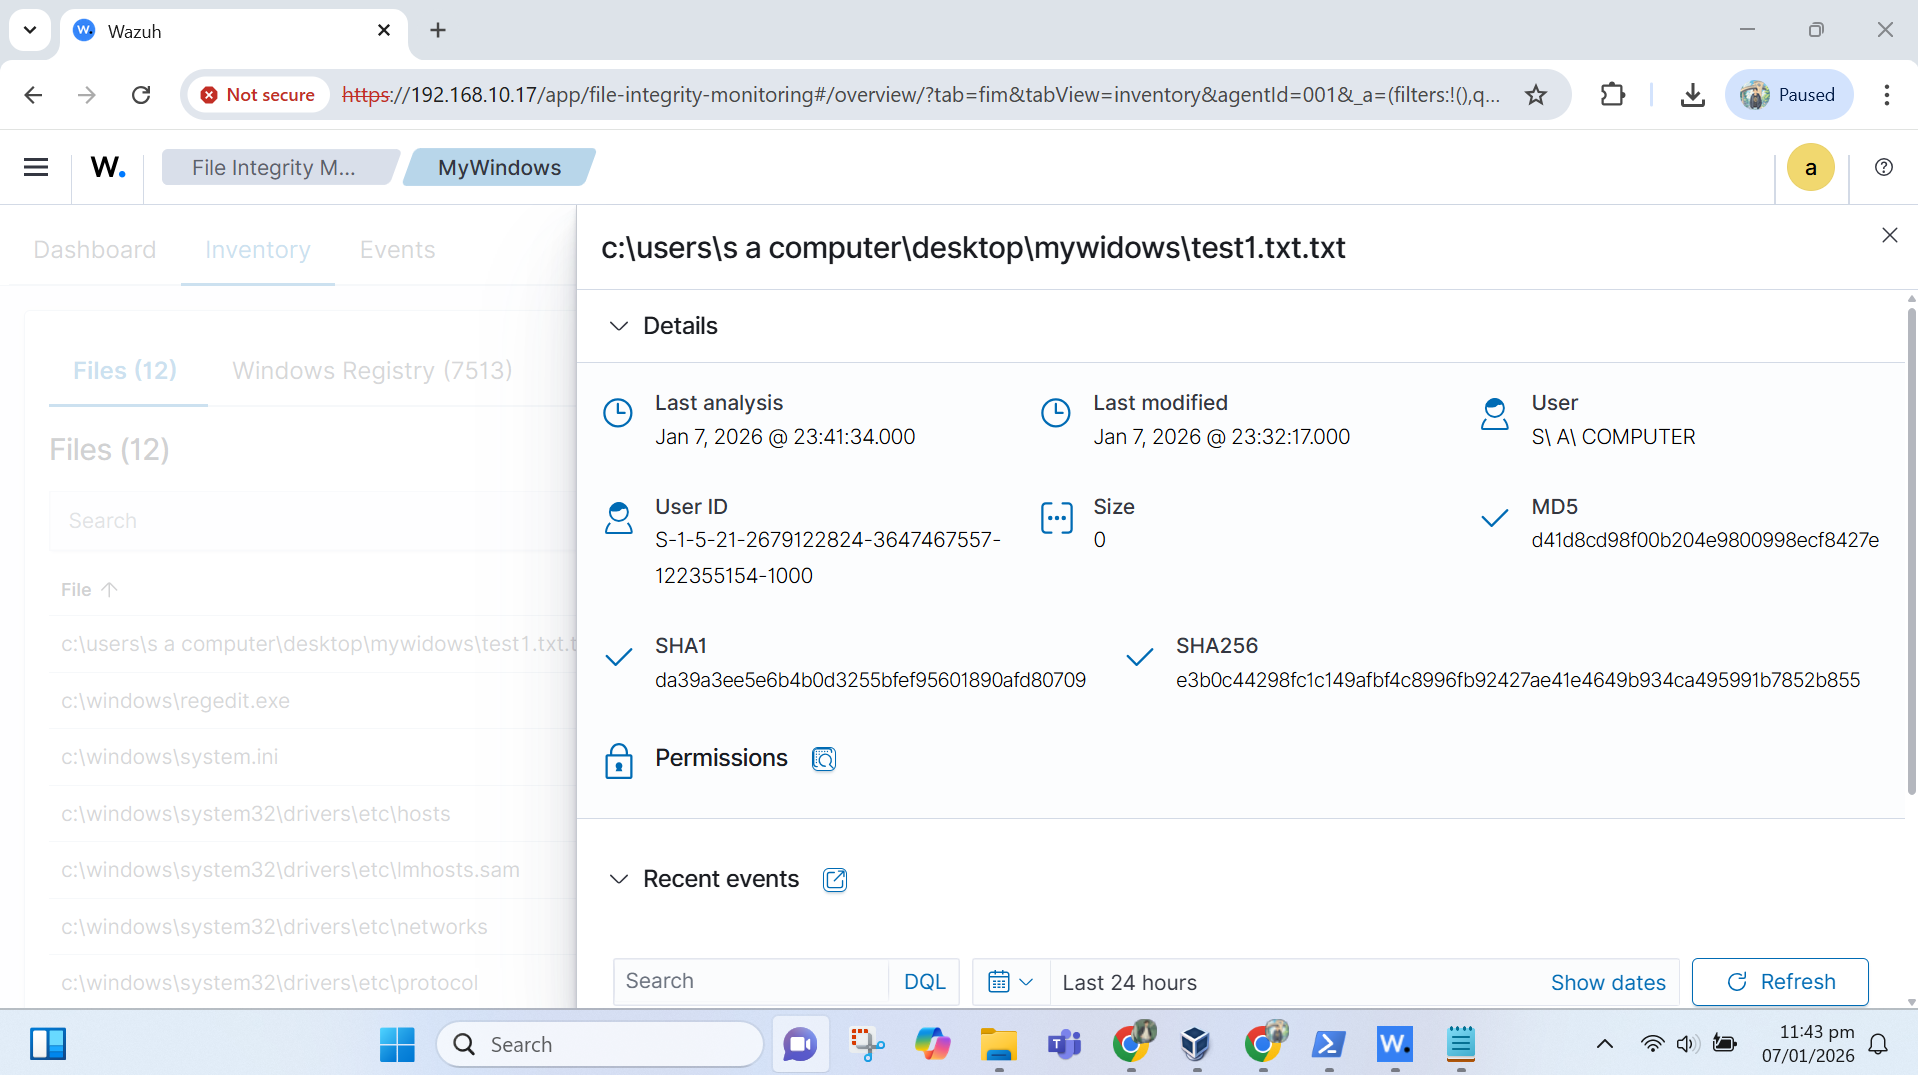 Wazuh
Not secure
https://192.168.10.17/app/file-integrity-monitoring#/overview/?tab=fim&tabView=inventory&agentId=001&_a=(filters:!(),q...
Paused
W.
File Integrity M...
MyWindows
a
Dashboard
Inventory
Events
c:\users\s a computer\desktop\mywidows\test1.txt.txt
Files (12)
Windows Registry (7513)
Files (12)
Search
File
c:\users\s a computer\desktop\mywidows\test1.txt.t
c:\windows\regedit.exe
c:\windows\system.ini
c:\windows\system32\drivers\etc\hosts
c:\windows\system32\drivers\etc\lmhosts.sam
c:\windows\system32\drivers\etc\networks
c:\windows\system32\drivers\etc\protocol
Details
Last analysis
Jan 7, 2026 @ 23:41:34.000
Last modified
Jan 7, 2026 @ 23:32:17.000
User
S\ A\ COMPUTER
User ID
S-1-5-21-2679122824-3647467557-
122355154-1000
Size
0
MD5
d41d8cd98f00b204e9800998ecf8427e
SHA1
da39a3ee5e6b4b0d3255bfef95601890afd80709
SHA256
e3b0c44298fc1c149afbf4c8996fb92427ae41e4649b934ca495991b7852b855
Permissions
Recent events
Search
DQL
Last 24 hours
Show dates
Refresh
Search
W.
11:43 pm
07/01/2026